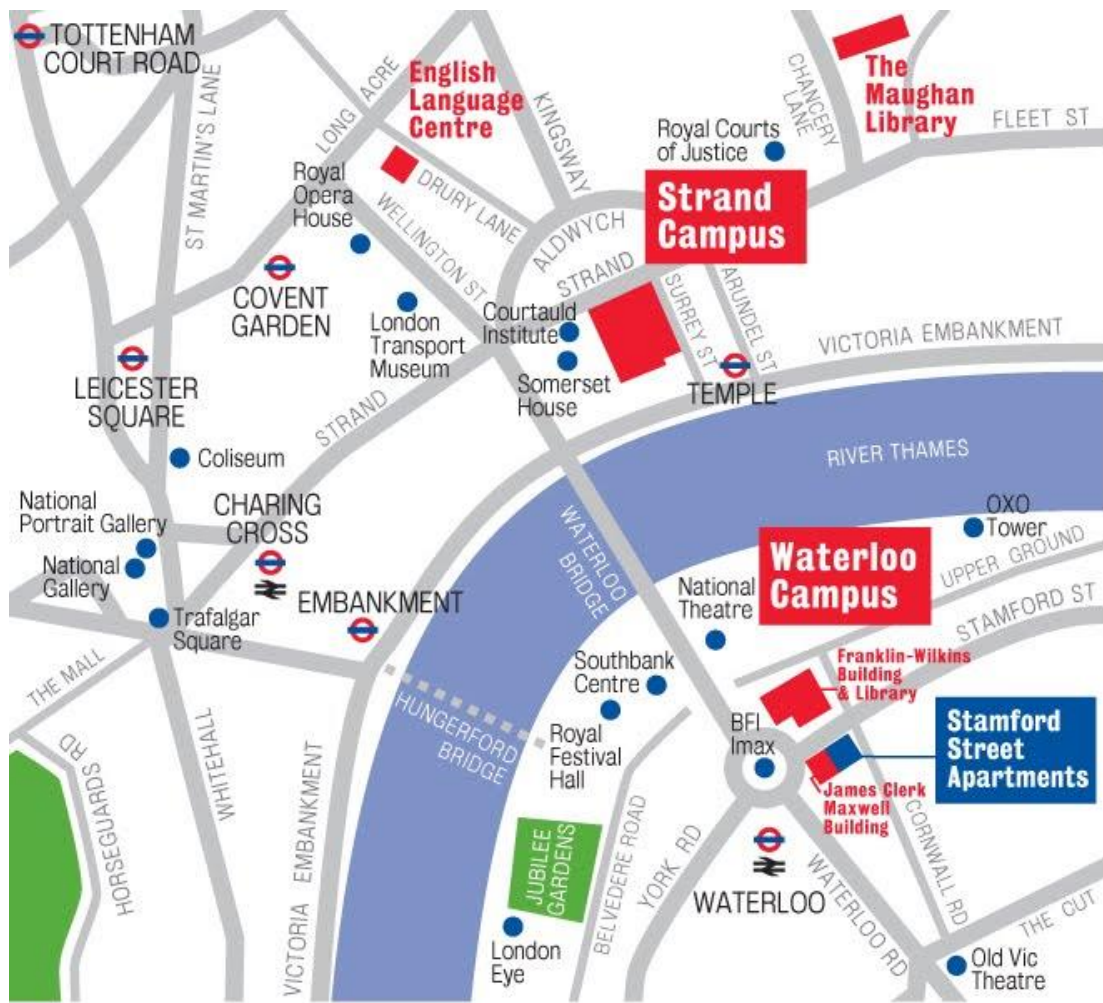 TOTTENHAM
COURT ROAD
ST MARTIN'S LANE
LONG ACRE
English
Language
Centre
KINGSWAY
CHANCERY
LANE
The
Maughan
Library
FLEET ST
Royal Courts
of Justice
Royal
Opera
House
DRURY LANE
WELLINGTON ST
ALDWYCH
Strand
Campus
STRAND
COVENT
GARDEN
London
Transport
Museum
Courtauld
Institute
Somerset
House
SURREY ST
ARUNDEL ST
TEMPLE
VICTORIA EMBANKMENT
LEICESTER
SQUARE
STRAND
Coliseum
RIVER THAMES
National
Portrait Gallery
National
Gallery
CHARING
CROSS
EMBANKMENT
Trafalgar
Square
WATERLOO
BRIDGE
OXO
Tower
Waterloo
Campus
UPPER GROUND
National
Theatre
STAMFORD ST
THE MALL
HUNGERFORD
BRIDGE
Southbank
Centre
Royal
Festival
Hall
Franklin-Wilkins
Building
& Library
BFI
Imax
Stamford
Street
Apartments
James Clerk
Maxwell
Building
HORSEGUARDS RD
WHITEHALL
VICTORIA EMBANKMENT
JUBILEE
GARDENS
BELVEDERE ROAD
YORK RD
WATERLOO
WATERLOO RD
CORNWALL RD
THE CUT
London
Eye
Old Vic
Theatre